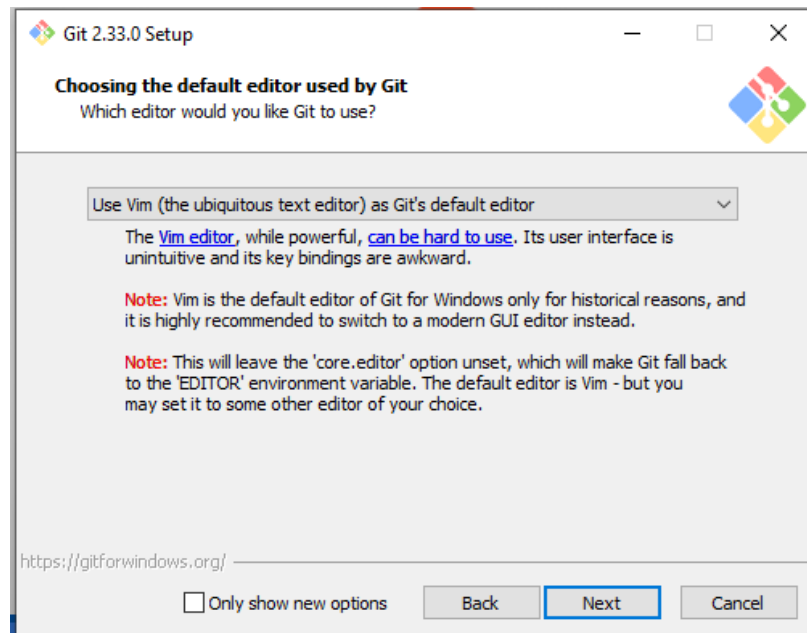 Git 2.33.0 Setup
Choosing the default editor used by Git
Which editor would you like Git to use?
Use Vim (the ubiquitous text editor) as Git's default editor
The Vim editor, while powerful, can be hard to use. Its user interface is
unintuitive and its key bindings are awkward.
Note: Vim is the default editor of Git for Windows only for historical reasons, and
it is highly recommended to switch to a modern GUI editor instead.
Note: This will leave the 'core.editor' option unset, which will make Git fall back
to the 'EDITOR' environment variable. The default editor is Vim - but you
may set it to some other editor of your choice.
https://gitforwindows.org/
Only show new options Back Next Cancel